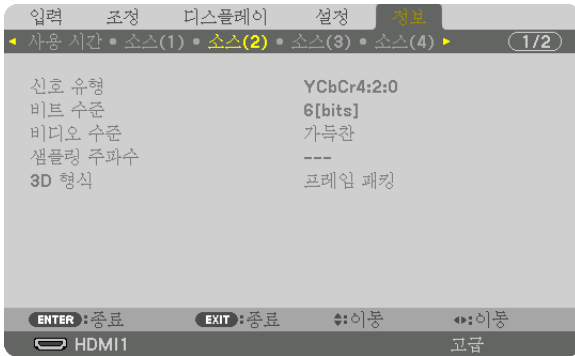 입력 조정 디스플레이 설정 정보
◀ 사용 시간 • 소스(1) • 소스(2) • 소스(3) • 소스(4) ▶ 1/2
신호 유형 YCbCr4:2:0
비트 수준 6[bits]
비디오 수준 가득찬
샘플링 주파수 ---
3D 형식 프레임 패킹
ENTER:종료 EXIT:종료 ◆:이동 ◀▶:이동
HDMI1 고급